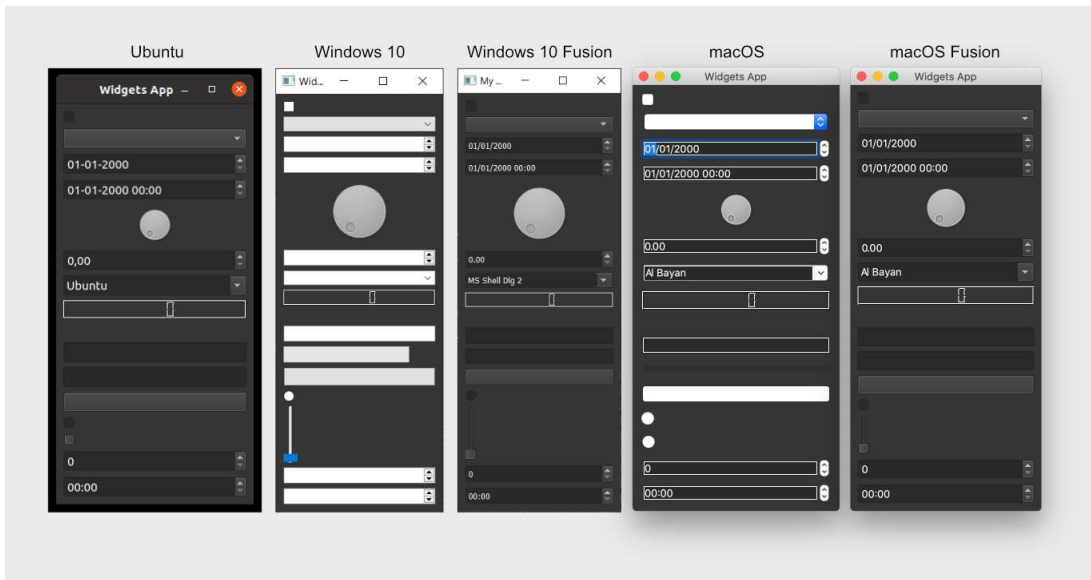 Ubuntu
Widgets App
01-01-2000
01-01-2000 00:00
0,00
Ubuntu
0
00:00
Windows 10
Wid...
Windows 10 Fusion
My ...
01/01/2000
01/01/2000 00:00
0.00
MS Shell Dlg 2
0
00:00
macOS
Widgets App
01/01/2000
01/01/2000 00:00
0.00
Al Bayan
0
00:00
macOS Fusion
Widgets App
01/01/2000
01/01/2000 00:00
0.00
Al Bayan
0
00:00